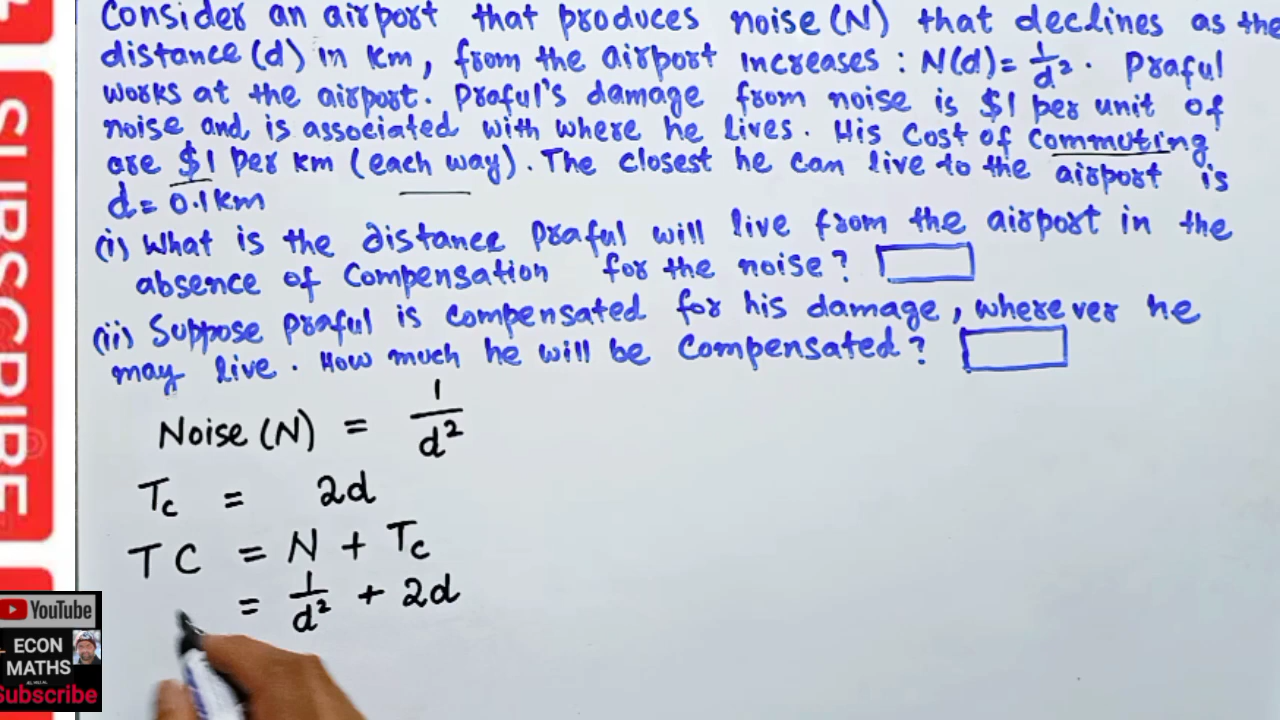 Consider an airport that produces noise (N) that declines as the
distance (d) in km, from the airport increases : N(d) = 1/d². Praful
works at the airport. Praful's damage from noise is $1 per unit of
noise and, is associated with where he lives. His cost of commuting
are $1 per km (each way). The closest he can live to the airport is
d = 0.1km
(i) What is the distance Praful will live from the airport in the
absence of compensation for the noise?
(ii) Suppose praful is compensated for his damage, where ver he
may live. How much he will be compensated?
Noise (N) = 1/d²
Tc = 2d
TC = N + Tc
= 1/d² + 2d
SUBSCRIBE
YouTube
ECON
MATHS
Subscribe